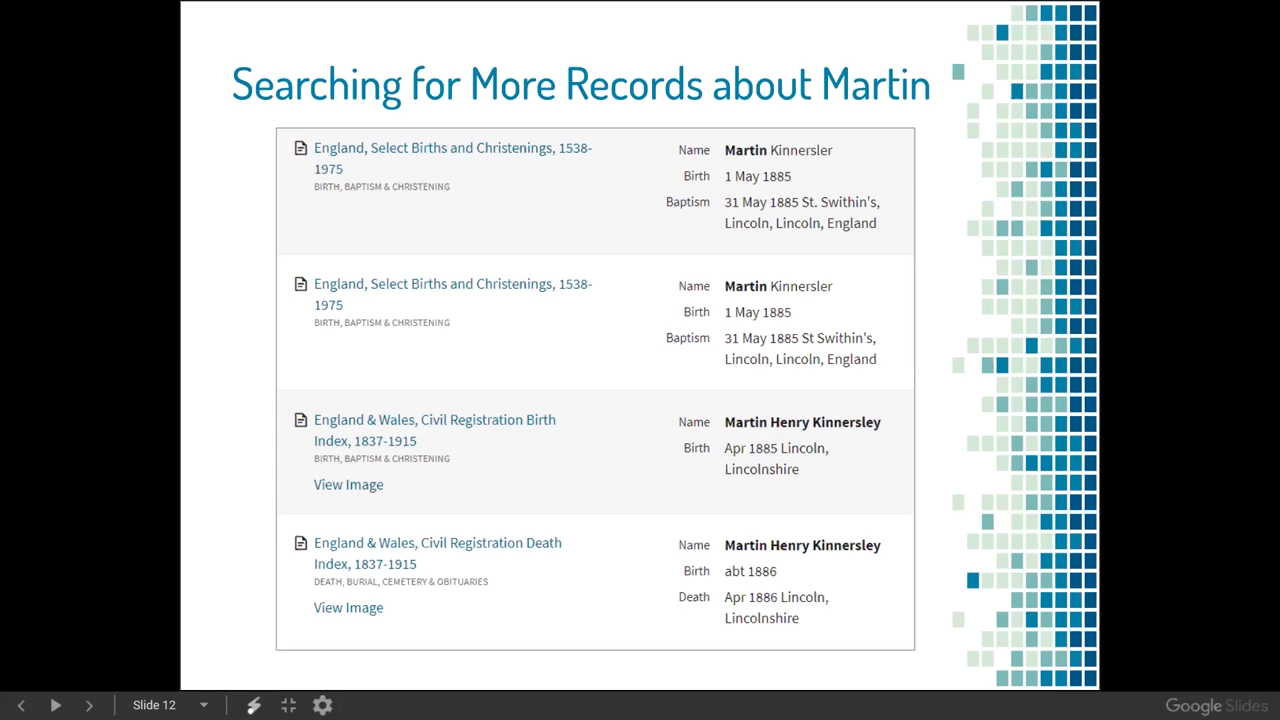 Searching for More Records about Martin
England, Select Births and Christenings, 1538-
1975
BIRTH, BAPTISM & CHRISTENING
Name Martin Kinnersler
Birth 1 May 1885
Baptism 31 May 1885 St. Swithin's,
Lincoln, Lincoln, England
England, Select Births and Christenings, 1538-
1975
BIRTH, BAPTISM & CHRISTENING
Name Martin Kinnersler
Birth 1 May 1885
Baptism 31 May 1885 St Swithin's,
Lincoln, Lincoln, England
England & Wales, Civil Registration Birth
Index, 1837-1915
BIRTH, BAPTISM & CHRISTENING
View Image
Name Martin Henry Kinnersley
Birth Apr 1885 Lincoln,
Lincolnshire
England & Wales, Civil Registration Death
Index, 1837-1915
DEATH, BURIAL, CEMETERY & OBITUARIES
View Image
Name Martin Henry Kinnersley
Birth abt 1886
Death Apr 1886 Lincoln,
Lincolnshire
Slide 12
Google Slides